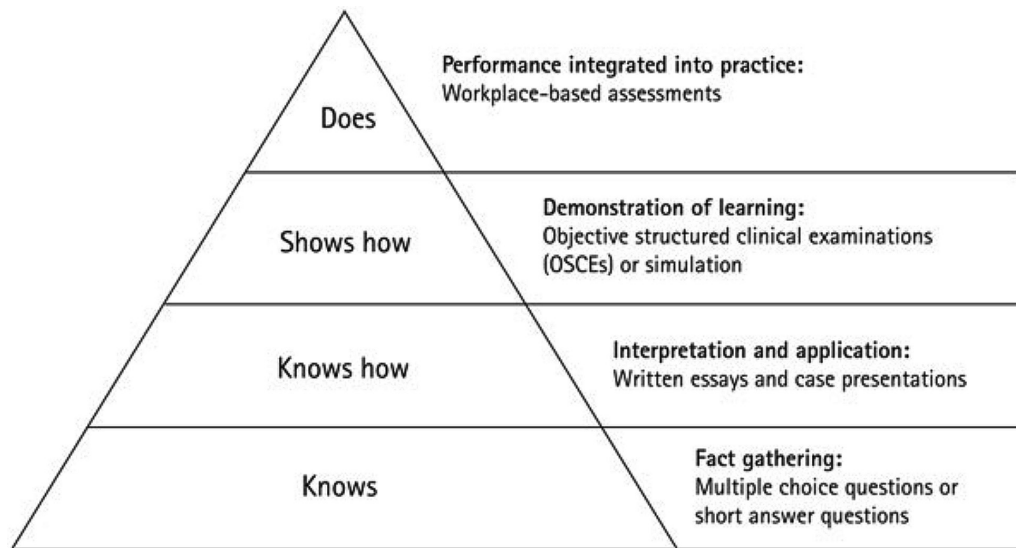 Performance integrated into practice:
Workplace-based assessments
Does
Demonstration of learning:
Objective structured clinical examinations
(OSCEs) or simulation
Shows how
Interpretation and application:
Written essays and case presentations
Knows how
Fact gathering:
Multiple choice questions or
short answer questions
Knows